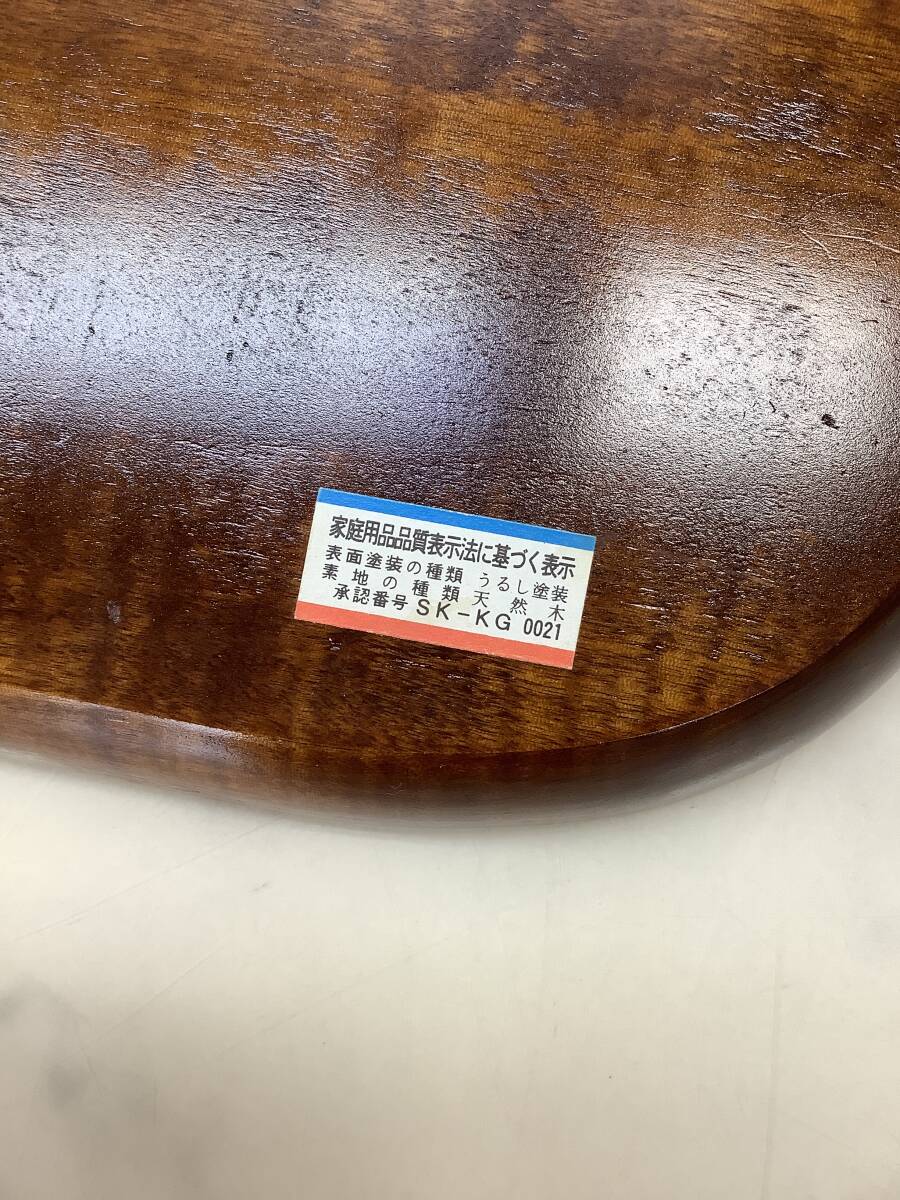 家庭用品品質表示法に基づく表示
表面塗装の種類 うるし塗装
素地の種類 天然木
承認番号 SK-KG 0021